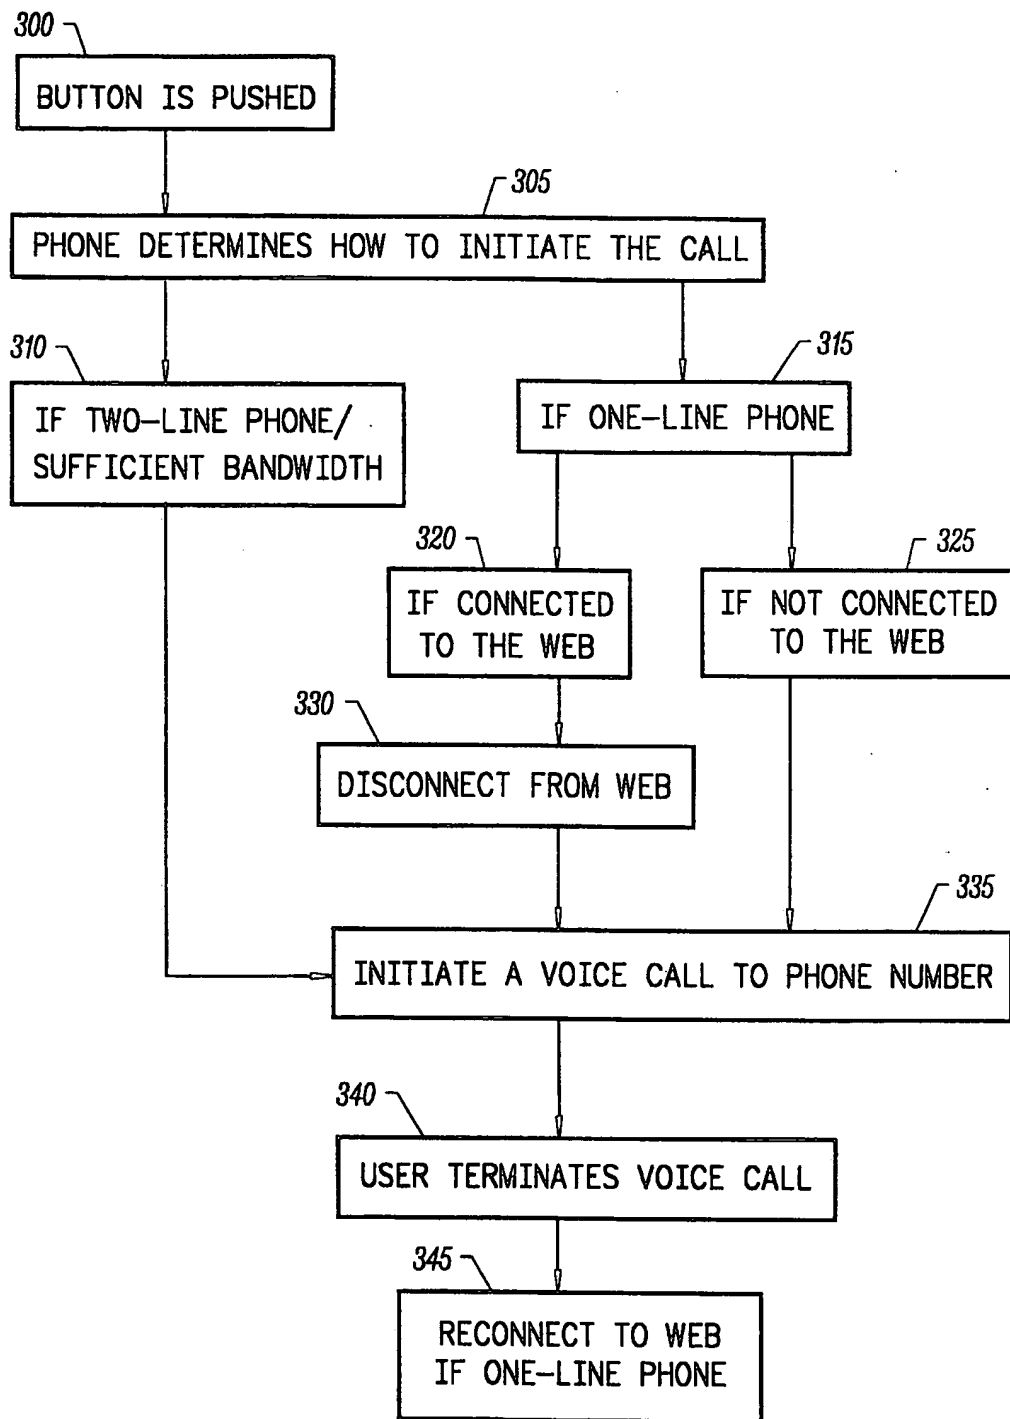 300
BUTTON IS PUSHED
305
PHONE DETERMINES HOW TO INITIATE THE CALL
310
IF TWO-LINE PHONE/
SUFFICIENT BANDWIDTH
315
IF ONE-LINE PHONE
320
IF CONNECTED
TO THE WEB
325
IF NOT CONNECTED
TO THE WEB
330
DISCONNECT FROM WEB
335
INITIATE A VOICE CALL TO PHONE NUMBER
340
USER TERMINATES VOICE CALL
345
RECONNECT TO WEB
IF ONE-LINE PHONE